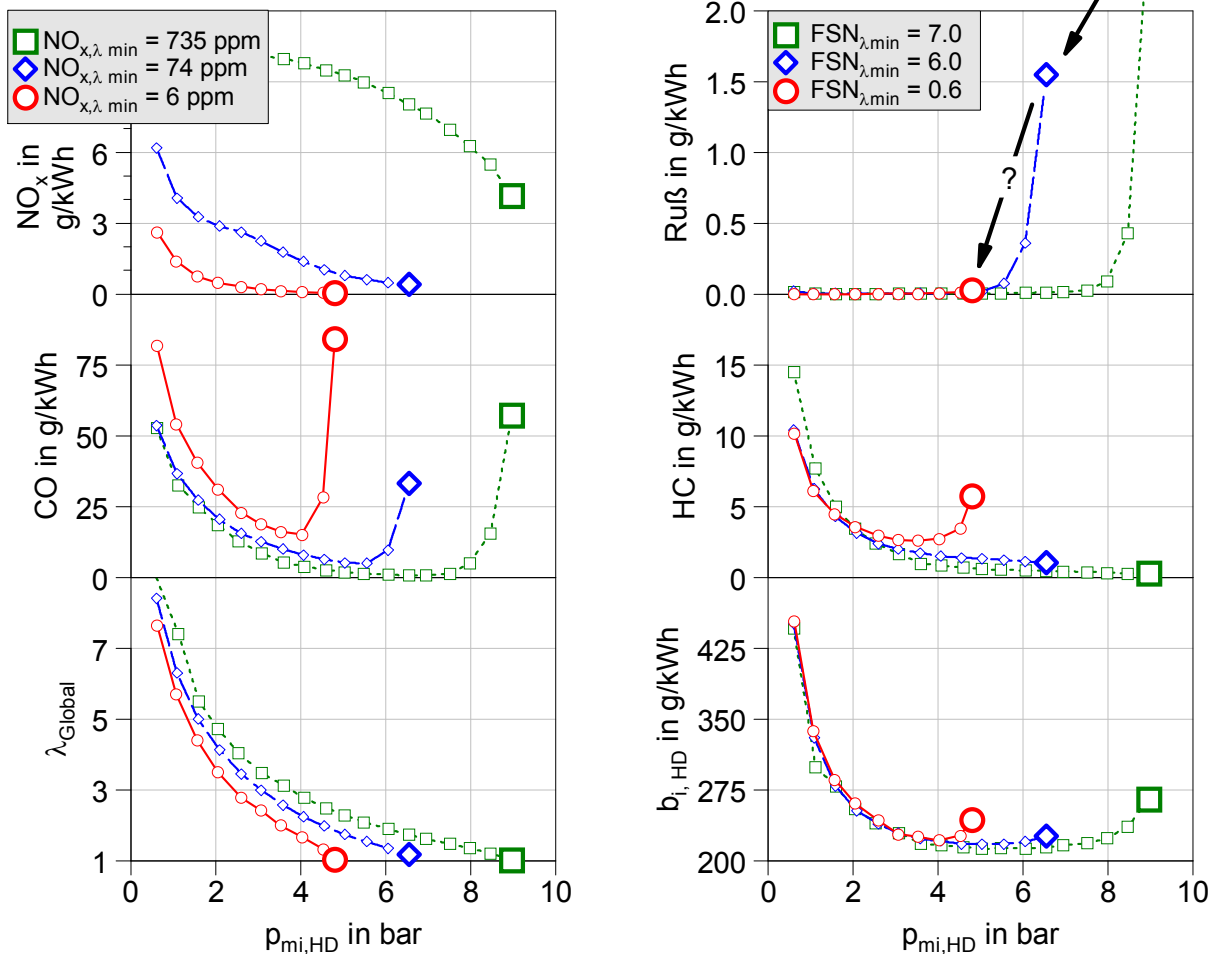 NOx,λ min = 735 ppm
NOx,λ min = 74 ppm
NOx,λ min = 6 ppm
NOx in
g/kWh
6
3
0
CO in g/kWh
75
50
25
0
λGlobal
7
5
3
1
0 2 4 6 8 10
pmi,HD in bar
FSNλmin = 7.0
FSNλmin = 6.0
FSNλmin = 0.6
Ruß in g/kWh
2.0
1.5
1.0
0.5
0.0
?
HC in g/kWh
15
10
5
0
bi, HD in g/kWh
425
350
275
200
0 2 4 6 8 10
pmi,HD in bar